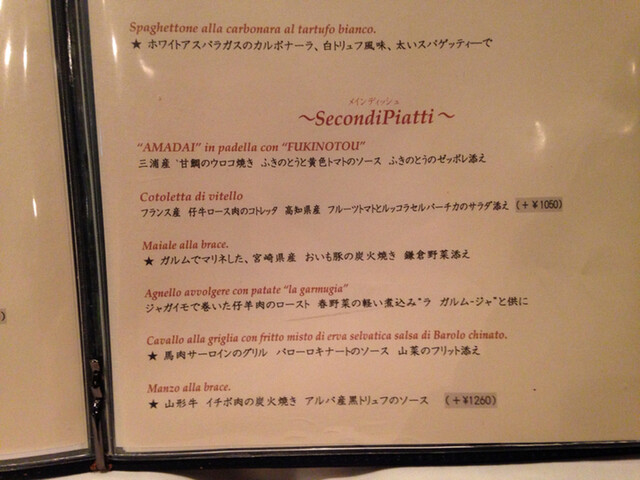 Spaghettone alla carbonara al tartufo bianco.
★ ホワイトアスパラガスのカルボナーラ、白トリュフ風味、太いスパゲッティーで
メインディッシュ
～SecondiPiatti～
"AMADAI" in padella con "FUKINOTOU"
三浦産 甘鯛のウロコ焼き ふきのとうと黄色トマトのソース ふきのとうのゼッポレ添え
Cotoletta di vitello
フランス産 仔牛ロース肉のコトレッタ 高知県産 フルーツトマトとルッコラセルバーチカのサラダ添え (+¥1050)
Maiale alla brace.
★ ガルムでマリネした、宮崎県産 おいも豚の炭火焼き 鎌倉野菜添え
Agnello avvolgere con patate "la garmugia"
ジャガイモで巻いた仔羊肉のロースト 春野菜の軽い煮込み"ラ ガルム-ジャ"と供に
Cavallo alla griglia con fritto misto di erva selvatica salsa di Barolo chinato.
★ 馬肉サーロインのグリル バローロキナートのソース 山菜のフリット添え
Manzo alla brace.
★ 山形牛 イチボ肉の炭火焼き アルバ産黒トリュフのソース (+¥1260)